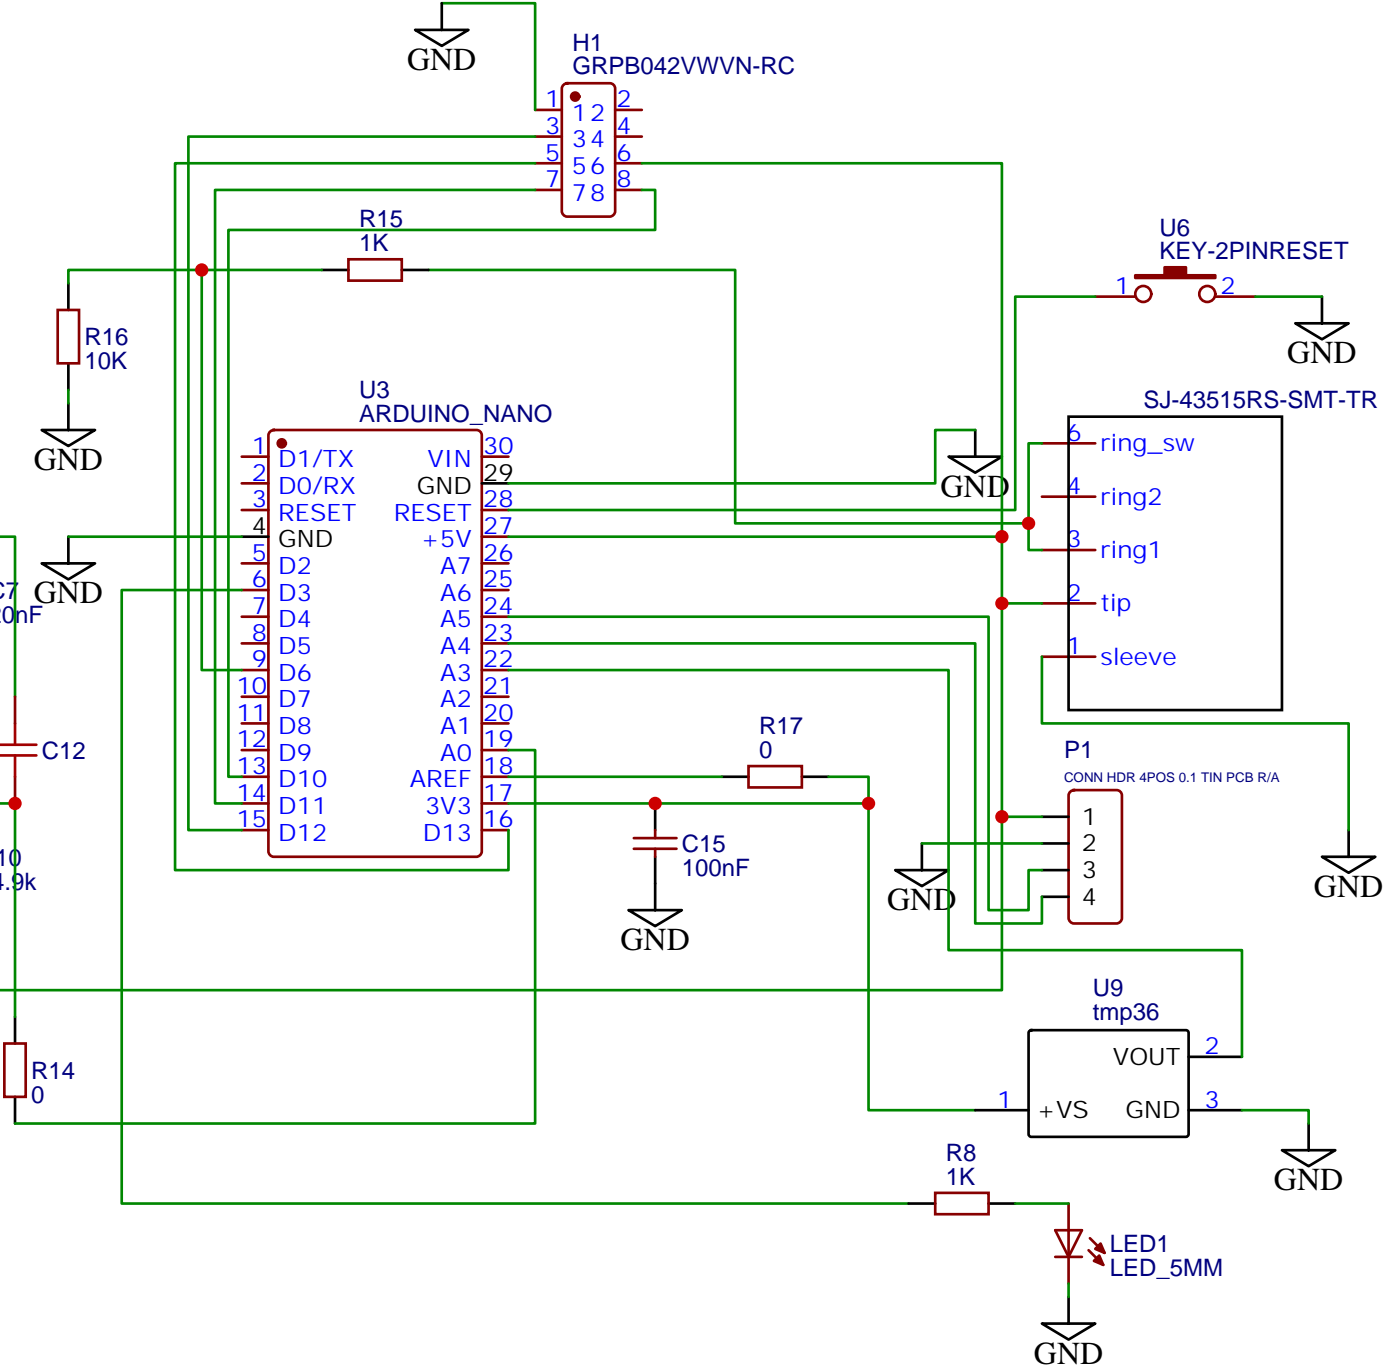 GND
H1
GRPB042VWVN-RC
1 1 2 2
3 3 4 4
5 5 6 6
7 7 8 8
R15
1K
U6
KEY-2PINRESET
1 2
GND
R16
10K
GND
U3
ARDUINO_NANO
1 D1/TX VIN 30
2 D0/RX GND 29
3 RESET RESET 28
4 GND +5V 27
5 D2 A7 26
6 D3 A6 25
7 D4 A5 24
8 D5 A4 23
9 D6 A3 22
10 D7 A2 21
11 D8 A1 20
12 D9 A0 19
13 D10 AREF 18
14 D11 3V3 17
15 D12 D13 16
GND
GND
SJ-43515RS-SMT-TR
6 ring_sw
4 ring2
3 ring1
2 tip
1 sleeve
GND
C12
R17
0
C15
100nF
GND
P1
CONN HDR 4POS 0.1 TIN PCB R/A
1
2
3
4
GND
R14
0
U9
tmp36
VOUT 2
1 +VS GND 3
GND
R8
1K
LED1
LED_5MM
GND